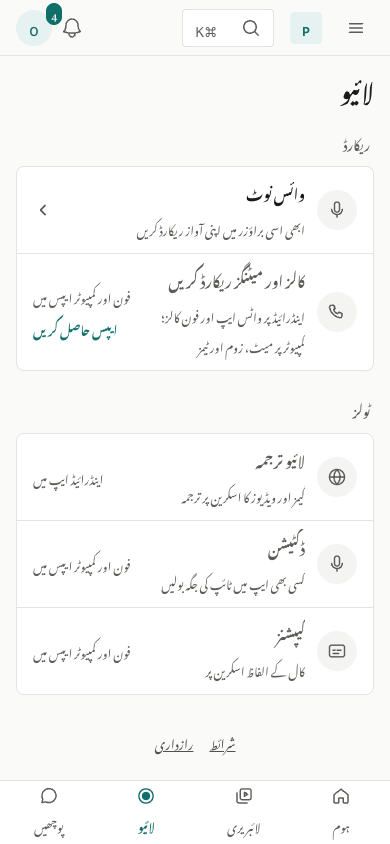 P
K⌘
4
O
لائیو
ریکارڈ
وائس نوٹ
ابھی اسی براؤزر میں اپنی آواز ریکارڈ کریں
کالز اور میٹنگز ریکارڈ کریں
اینڈرائیڈ پر واٹس ایپ اور فون کالز؛
کمپیوٹر پر میٹ، زوم اور ٹیمز
فون اور کمپیوٹر ایپس میں
ایپس حاصل کریں
ٹولز
لائیو ترجمہ
گیمز اور ویڈیوز کا اسکرین پر ترجمہ
اینڈرائیڈ ایپ میں
ڈکٹیشن
کسی بھی ایپ میں ٹائپ کی جگہ بولیں
فون اور کمپیوٹر ایپس میں
کیپشنز
کال کے الفاظ اسکرین پر
فون اور کمپیوٹر ایپس میں
شرائط
رازداری
ہوم
لائبریری
لائیو
پوچھیں